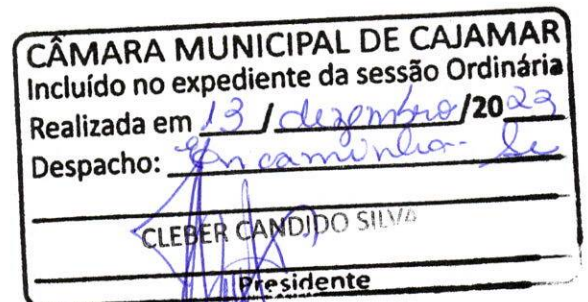 CÂMARA MUNICIPAL DE CAJAMAR
Incluído no expediente da sessão Ordinária
Realizada em 13 / dezembro /2023
Despacho: Encaminha-se
CLEBER CANDIDO SILVA
Presidente